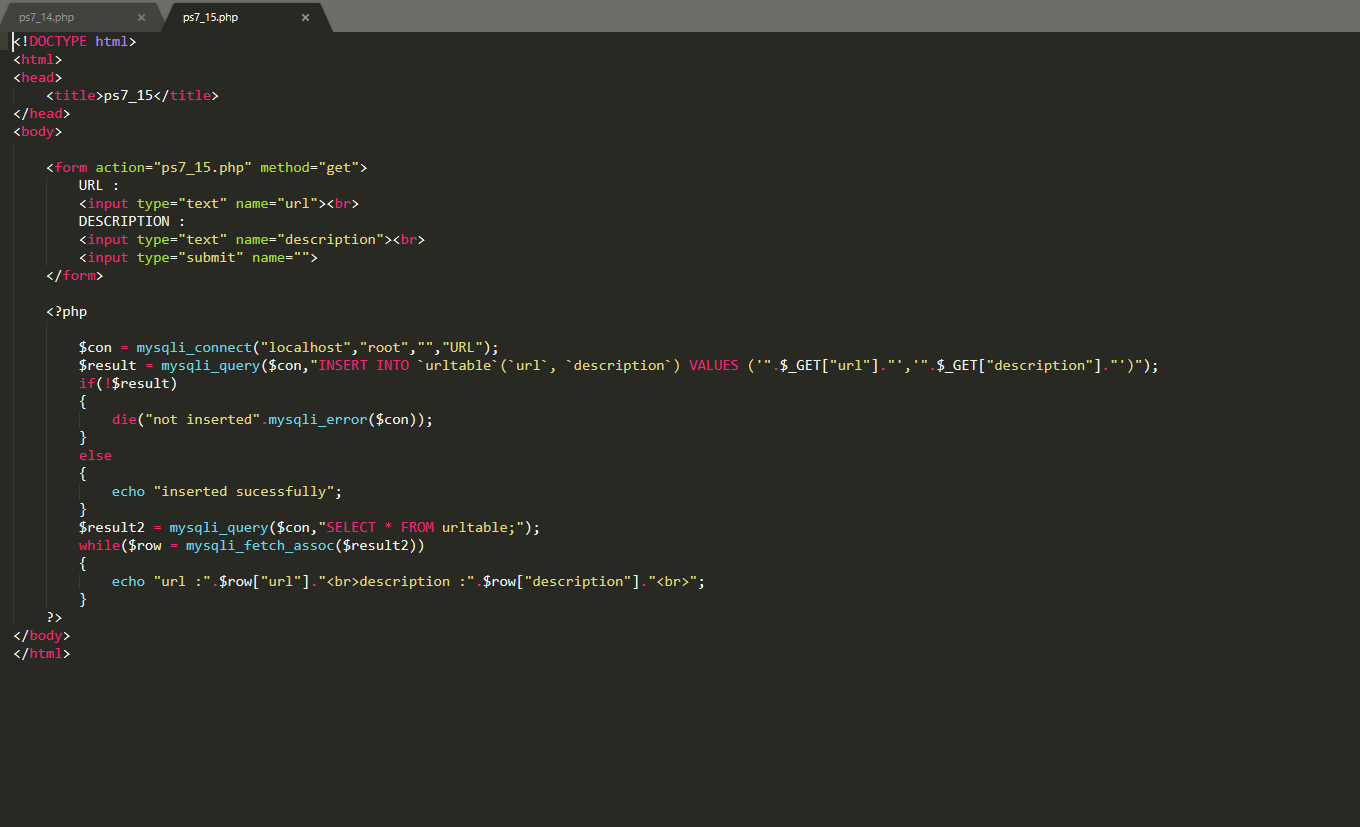 ps7_14.php × ps7_15.php ×
<!DOCTYPE html>
<html>
<head>
    <title>ps7_15</title>
</head>
<body>

    <form action="ps7_15.php" method="get">
        URL :
        <input type="text" name="url"><br>
        DESCRIPTION :
        <input type="text" name="description"><br>
        <input type="submit" name="">
    </form>

    <?php

        $con = mysqli_connect("localhost","root","","URL");
        $result = mysqli_query($con,"INSERT INTO `urltable`(`url`, `description`) VALUES ('".$_GET["url"]."','".$_GET["description"]."')");
        if(!$result)
        {
            die("not inserted".mysqli_error($con));
        }
        else
        {
            echo "inserted sucessfully";
        }
        $result2 = mysqli_query($con,"SELECT * FROM urltable;");
        while($row = mysqli_fetch_assoc($result2))
        {
            echo "url :".$row["url"]."<br>description :".$row["description"]."<br>";
        }
    ?>
</body>
</html>